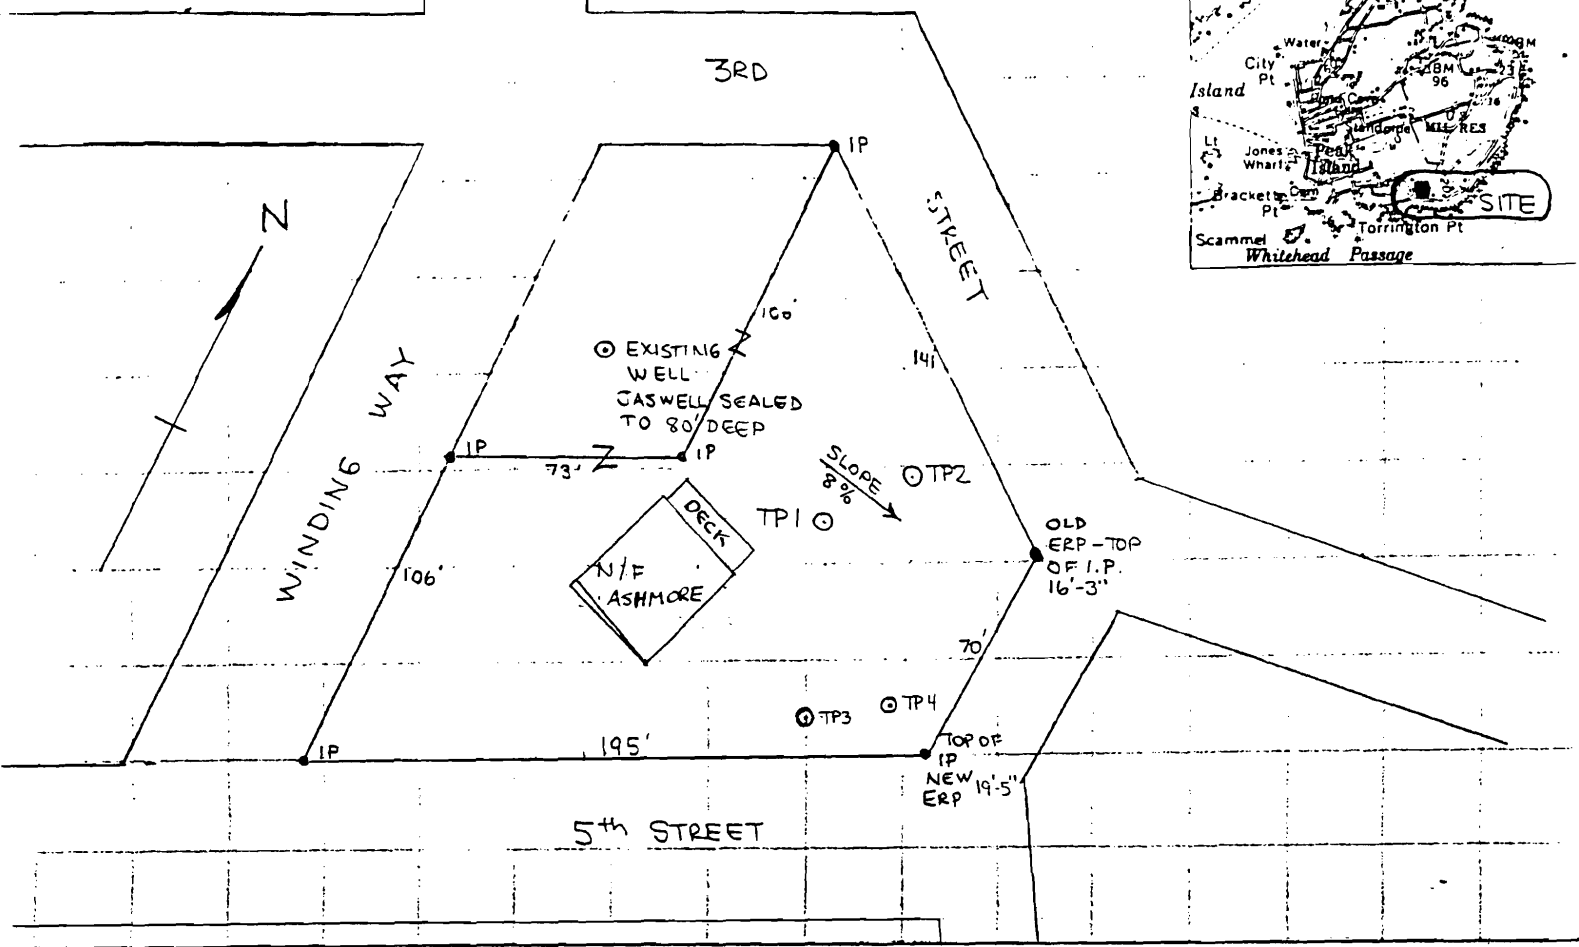 3RD
STREET
N
WINDING WAY
IP
100'
141
EXISTING
WELL
JASWELL SEALED
TO 80' DEEP
IP
73'
IP
SLOPE
8%
TP2
TP1
DECK
N/F
ASHMORE
106'
OLD
ERP-TOP
OF I.P.
16'-3"
70'
TP3
TP4
IP
195'
TOP OF
IP
NEW 19'-5"
ERP
5th STREET
Water
City
Pt
Island
BM
BM
96
MIL RES
Lt
Jones
Wharf
Peak
Island
Brackett
Pt
Cem
SITE
Torrington Pt
Scammel
Whitehead Passage